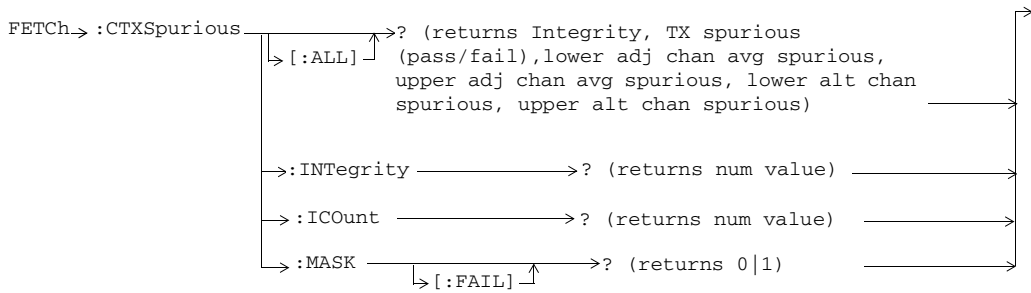 FETCh :CTXSpurious ? (returns Integrity, TX spurious
[:ALL] (pass/fail),lower adj chan avg spurious,
upper adj chan avg spurious, lower alt chan
spurious, upper alt chan spurious)
:INTegrity ? (returns num value)
:ICOunt ? (returns num value)
:MASK ? (returns 0|1)
[:FAIL]